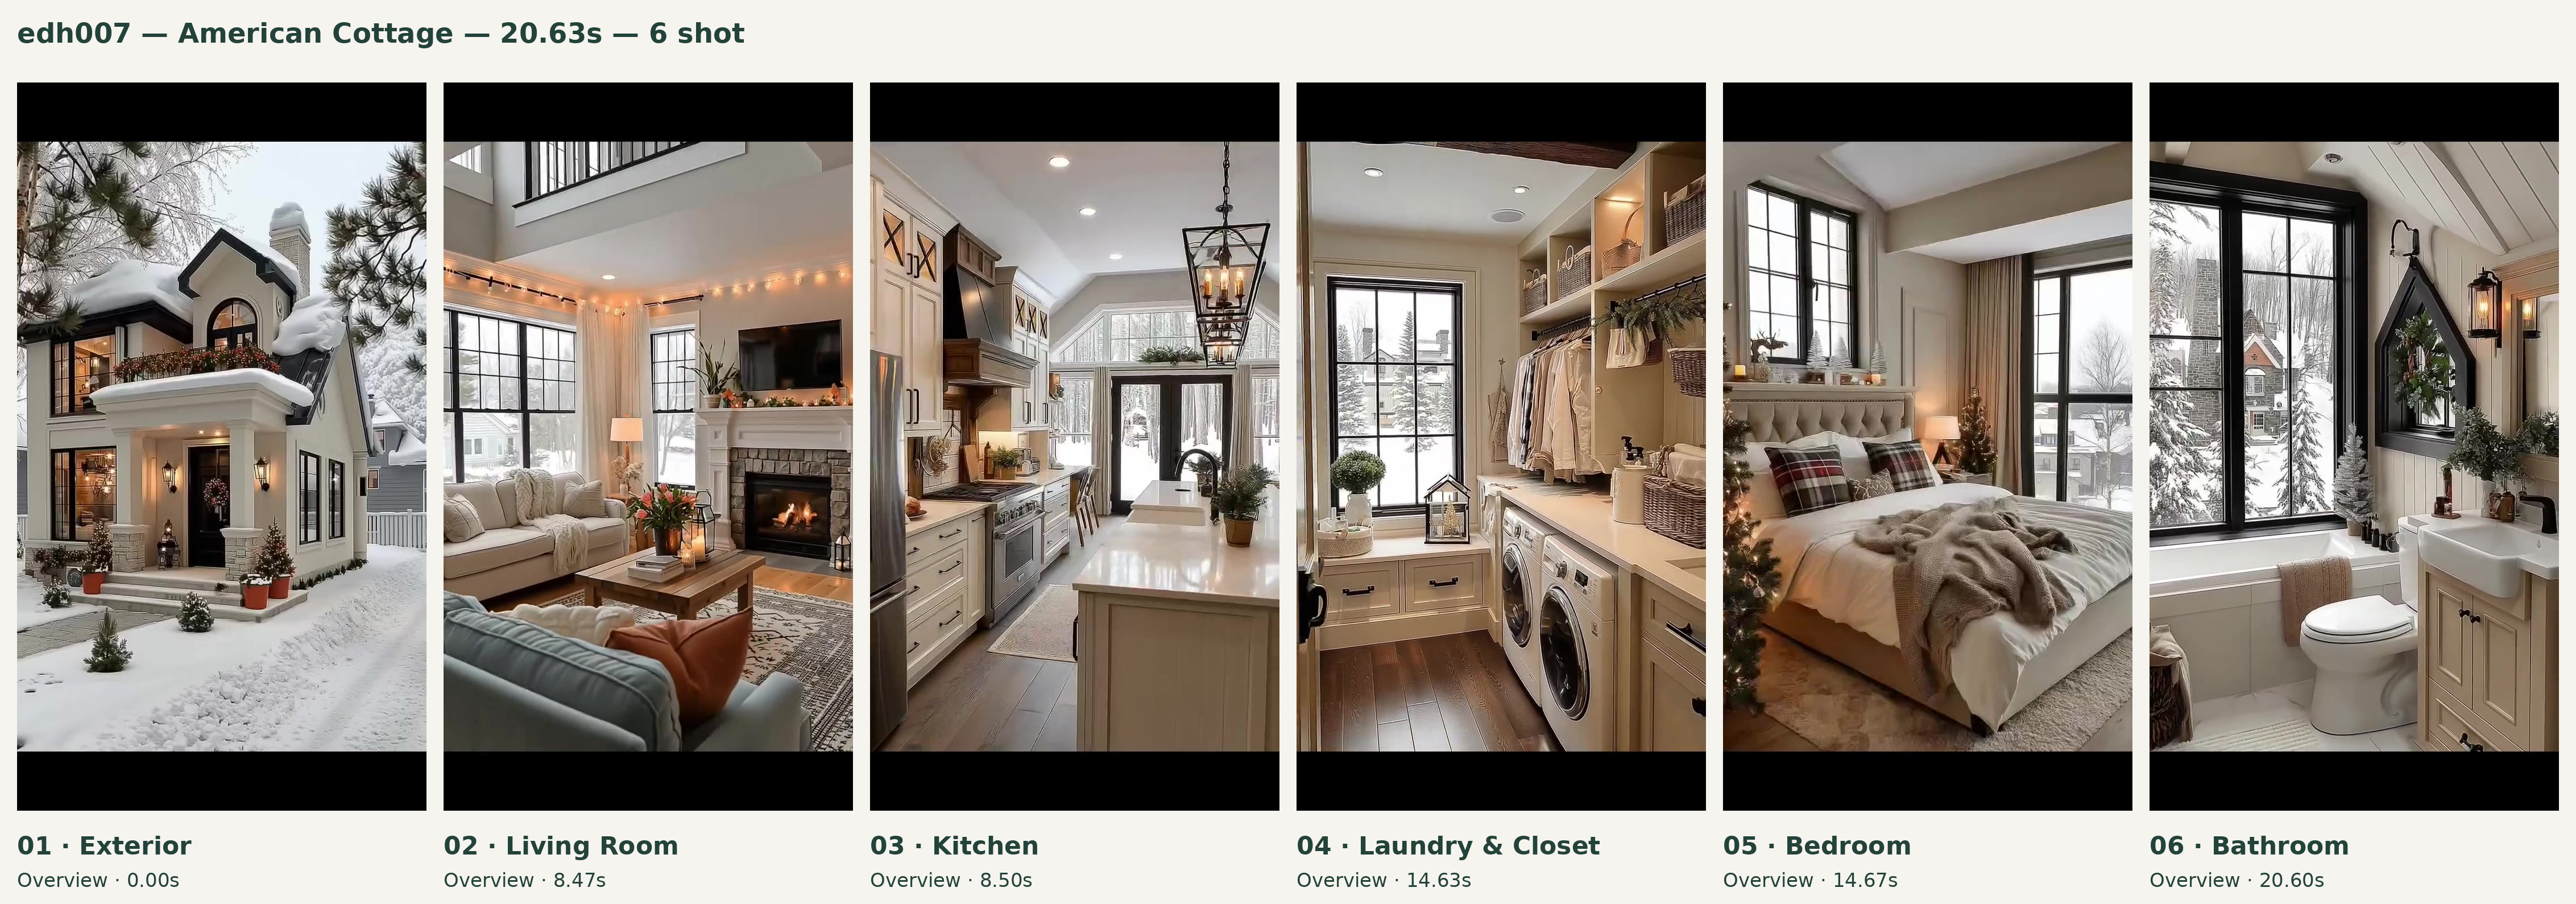 edh007 — American Cottage — 20.63s — 6 shot
01 · Exterior
Overview · 0.00s
02 · Living Room
Overview · 8.47s
03 · Kitchen
Overview · 8.50s
04 · Laundry & Closet
Overview · 14.63s
05 · Bedroom
Overview · 14.67s
06 · Bathroom
Overview · 20.60s